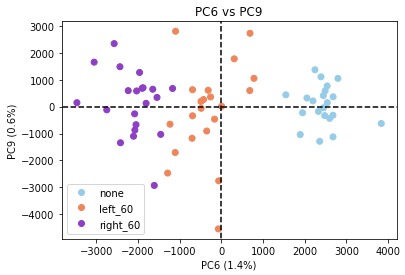 PC6 vs PC9
3000
2000
1000
0
−1000
−2000
−3000
−4000
PC9 (0.6%)
none
left_60
right_60
−3000 −2000 −1000 0 1000 2000 3000 4000
PC6 (1.4%)